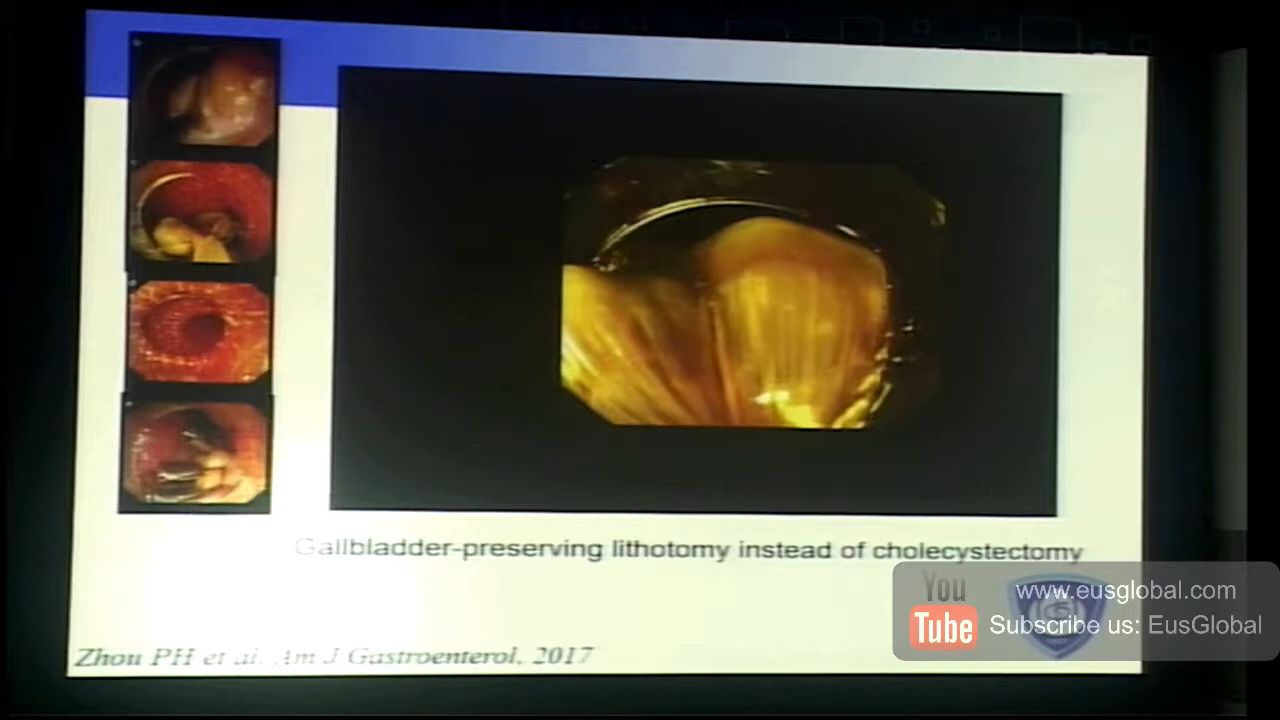 Gallbladder-preserving lithotomy instead of cholecystectomy
Zhou PH et al. Am J Gastroenterol, 2017
You
Tube
www.eusglobal.com
Subscribe us: EusGlobal